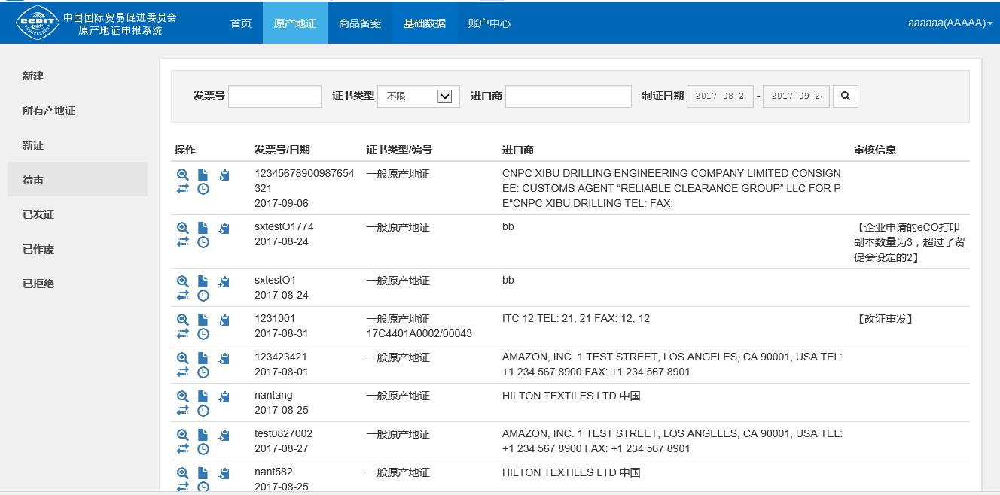 CCPIT
中国国际贸易促进委员会
原产地证申报系统
首页
原产地证
商品备案
基础数据
账户中心
aaaaaa(AAAAA)
新建
所有产地证
新证
待审
已发证
已作废
已拒绝
发票号
证书类型
不限
进口商
制证日期
2017-08-2
-
2017-09-2
操作
发票号/日期
证书类型/编号
进口商
审核信息
12345678900987654
321
2017-09-06
一般原产地证
CNPC XIBU DRILLING ENGINEERING COMPANY LIMITED CONSIGN
EE: CUSTOMS AGENT “RELIABLE CLEARANCE GROUP” LLC FOR P
E“CNPC XIBU DRILLING TEL: FAX:
sxtestO1774
2017-08-24
一般原产地证
bb
【企业申请的eCO打印
副本数量为3，超过了贸
促会设定的2】
sxtestO1
2017-08-24
一般原产地证
bb
1231001
2017-08-31
一般原产地证
17C4401A0002/00043
ITC 12 TEL: 21, 21 FAX: 12, 12
【改证重发】
123423421
2017-08-01
一般原产地证
AMAZON, INC. 1 TEST STREET, LOS ANGELES, CA 90001, USA TEL:
+1 234 567 8900 FAX: +1 234 567 8901
nantang
2017-08-25
一般原产地证
HILTON TEXTILES LTD 中国
test0827002
2017-08-27
一般原产地证
AMAZON, INC. 1 TEST STREET, LOS ANGELES, CA 90001, USA TEL:
+1 234 567 8900 FAX: +1 234 567 8901
nant582
2017-08-25
一般原产地证
HILTON TEXTILES LTD 中国